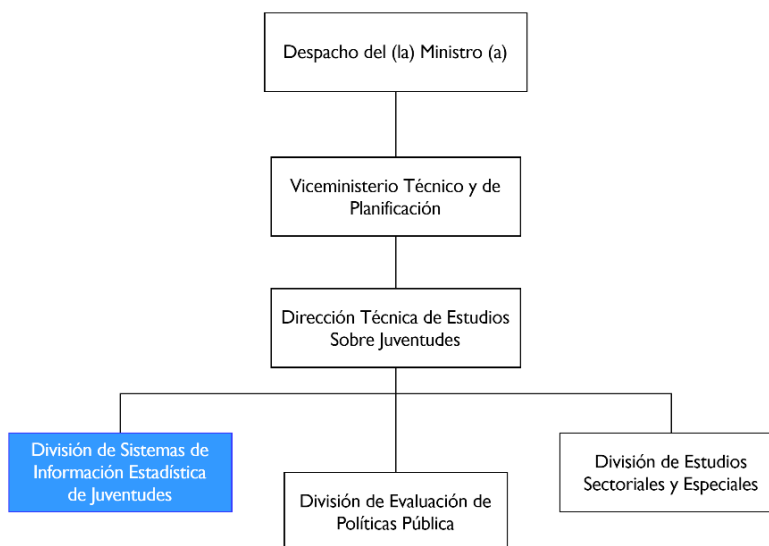 Despacho del (la) Ministro (a)
Viceministerio Técnico y de
Planificación
Dirección Técnica de Estudios
Sobre Juventudes
División de Sistemas de
Información Estadística
de Juventudes
División de Evaluación de
Políticas Pública
División de Estudios
Sectoriales y Especiales